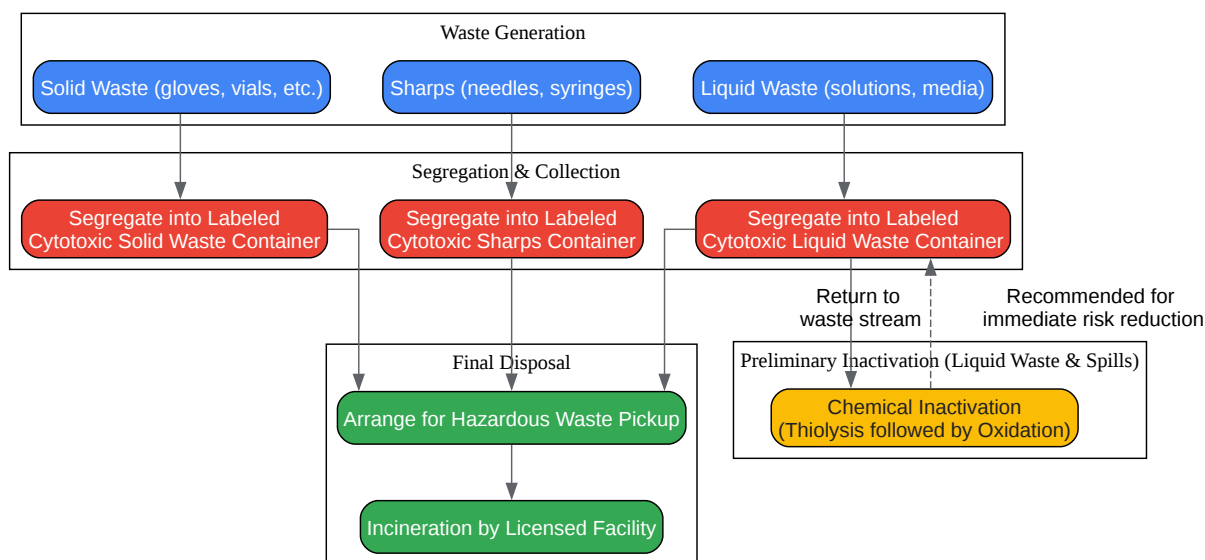 Waste Generation
Solid Waste (gloves, vials, etc.)
Sharps (needles, syringes)
Liquid Waste (solutions, media)
Segregation & Collection
Segregate into Labeled
Cytotoxic Solid Waste Container
Segregate into Labeled
Cytotoxic Sharps Container
Segregate into Labeled
Cytotoxic Liquid Waste Container
Return to
waste stream
Recommended for
immediate risk reduction
Final Disposal
Preliminary Inactivation (Liquid Waste & Spills)
Arrange for Hazardous Waste Pickup
Chemical Inactivation
(Thiolysis followed by Oxidation)
Incineration by Licensed Facility